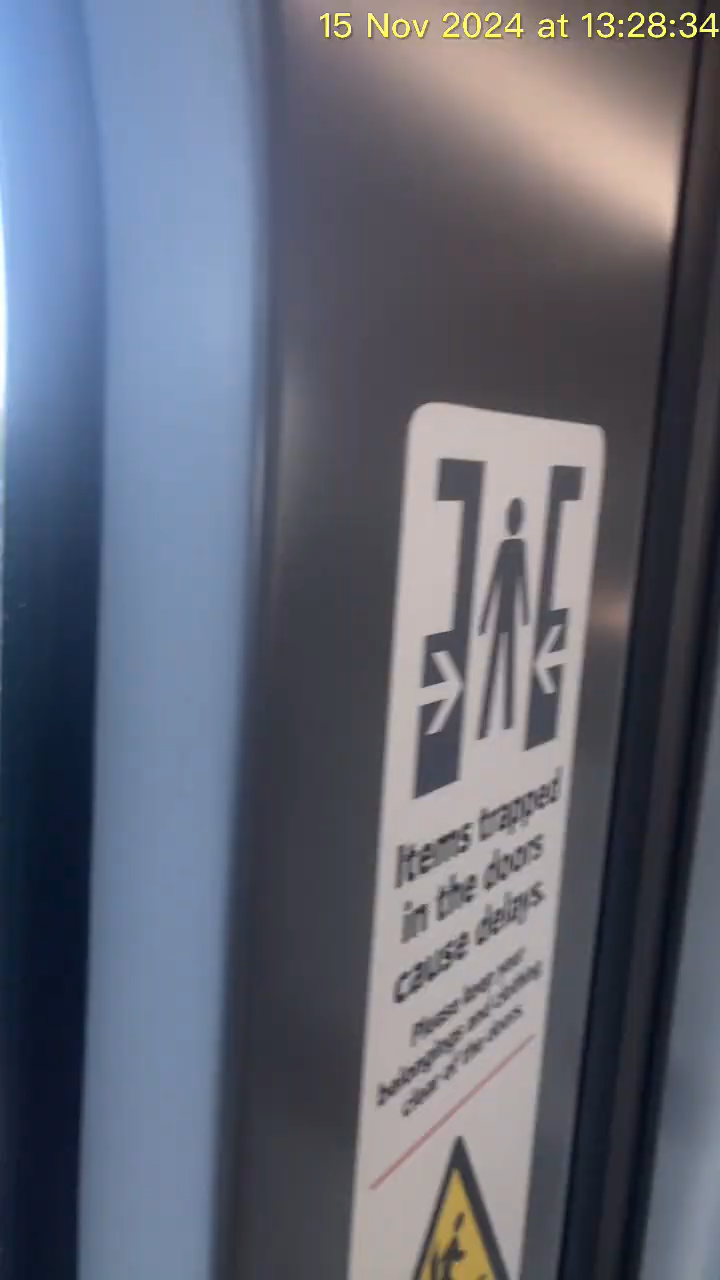 15 Nov 2024 at 13:28:34
Items trapped
in the doors
cause delays.
Please keep your
belongings and clothing
clear of the doors.